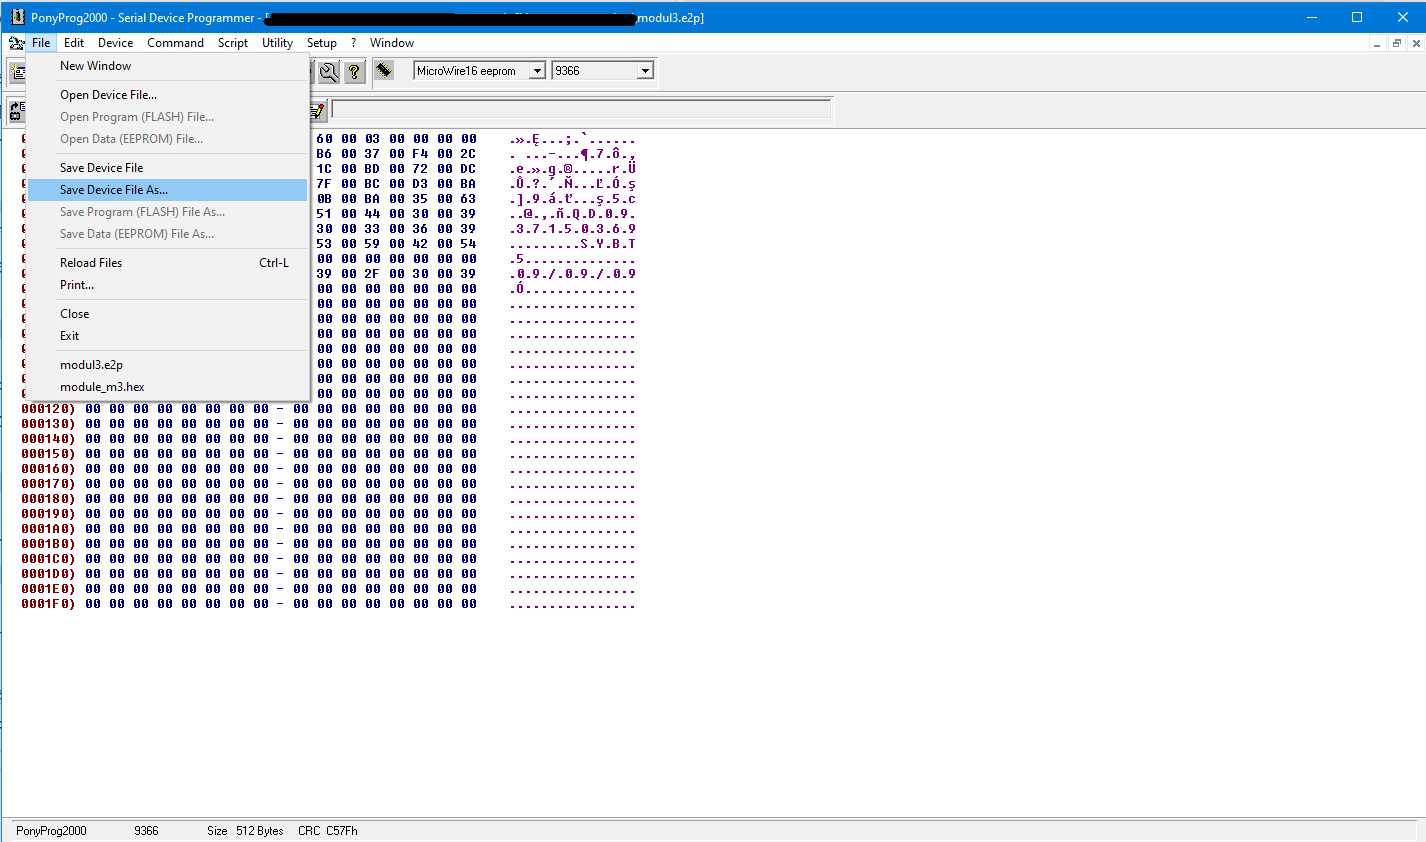 PonyProg2000 - Serial Device Programmer - [ modul3.e2p]
File Edit Device Command Script Utility Setup ? Window
New Window
MicroWire16 eeprom 9366
Open Device File...
Open Program (FLASH) File...
Open Data (EEPROM) File...
Save Device File
Save Device File As...
Save Program (FLASH) File As...
Save Data (EEPROM) File As...
Reload Files Ctrl-L
Print...
Close
Exit
modul3.e2p
module_m3.hex
60 00 03 00 00 00 00 .».Ę...;.`......
B6 00 37 00 F4 00 2C . ...-...¶.7.ô.,
1C 00 BD 00 72 00 DC .e.».g.®.....r.Ü
7F 00 BC 00 D3 00 BA .Ů.?.´.Ñ...Ľ.Ó.ş
0B 00 BA 00 35 00 63 .].9.á.ť...ş.5.c
51 00 44 00 30 00 39 ..@.,.ň.Q.D.0.9
30 00 33 00 36 00 39 .3.7.1.5.0.3.6.9
53 00 59 00 42 00 54 .........S.Y.B.T
00 00 00 00 00 00 00 .5..............
39 00 2F 00 30 00 39 .0.9./.0.9./.0.9
00 00 00 00 00 00 00 .Ó..............
00 00 00 00 00 00 00 ................
00 00 00 00 00 00 00 ................
00 00 00 00 00 00 00 ................
00 00 00 00 00 00 00 ................
00 00 00 00 00 00 00 ................
00 00 00 00 00 00 00 ................
00 00 00 00 00 00 00 ................
000120) 00 00 00 00 00 00 00 00 - 00 00 00 00 00 00 00 00 ................
000130) 00 00 00 00 00 00 00 00 - 00 00 00 00 00 00 00 00 ................
000140) 00 00 00 00 00 00 00 00 - 00 00 00 00 00 00 00 00 ................
000150) 00 00 00 00 00 00 00 00 - 00 00 00 00 00 00 00 00 ................
000160) 00 00 00 00 00 00 00 00 - 00 00 00 00 00 00 00 00 ................
000170) 00 00 00 00 00 00 00 00 - 00 00 00 00 00 00 00 00 ................
000180) 00 00 00 00 00 00 00 00 - 00 00 00 00 00 00 00 00 ................
000190) 00 00 00 00 00 00 00 00 - 00 00 00 00 00 00 00 00 ................
0001A0) 00 00 00 00 00 00 00 00 - 00 00 00 00 00 00 00 00 ................
0001B0) 00 00 00 00 00 00 00 00 - 00 00 00 00 00 00 00 00 ................
0001C0) 00 00 00 00 00 00 00 00 - 00 00 00 00 00 00 00 00 ................
0001D0) 00 00 00 00 00 00 00 00 - 00 00 00 00 00 00 00 00 ................
0001E0) 00 00 00 00 00 00 00 00 - 00 00 00 00 00 00 00 00 ................
0001F0) 00 00 00 00 00 00 00 00 - 00 00 00 00 00 00 00 00 ................
PonyProg2000 9366 Size 512 Bytes CRC C57Fh